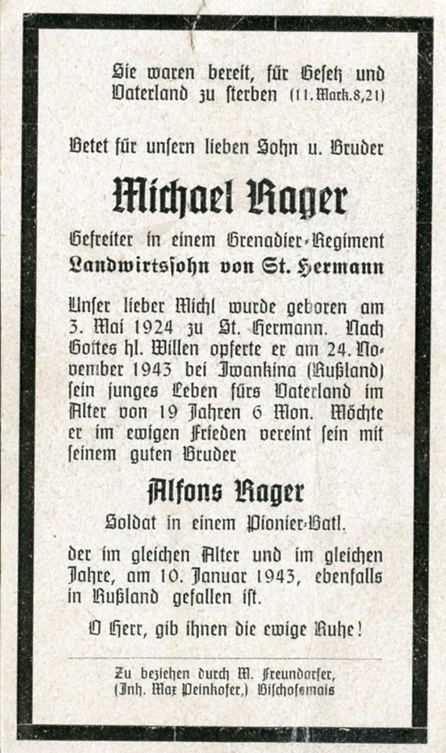 Sie waren bereit, für Gesetz und
Vaterland zu sterben (11. Mark. 8,21)
Betet für unsern lieben Sohn u. Bruder
Michael Rager
Gefreiter in einem Grenadier-Regiment
Landwirtssohn von St. Hermann
Unser lieber Michl wurde geboren am
3. Mai 1924 zu St. Hermann. Nach
Gottes hl. Willen opferte er am 24. No-
vember 1943 bei Iwankina (Rußland)
sein junges Leben fürs Vaterland im
Alter von 19 Jahren 6 Mon. Möchte
er im ewigen Frieden vereint sein mit
seinem guten Bruder
Alfons Rager
Soldat in einem Pionier-Batl.
der im gleichen Alter und im gleichen
Jahre, am 10. Januar 1943, ebenfalls
in Rußland gefallen ist.
O Herr, gib ihnen die ewige Ruhe!
Zu beziehen durch M. Freundorfer,
(Inh. Max Peinkofer,) Bischofsmais